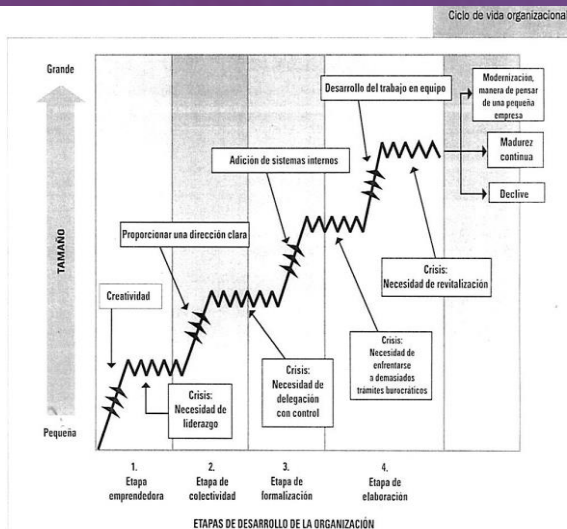 Ciclo de vida organizacional
Grande
TAMAÑO
Pequeña
Desarrollo del trabajo en equipo
Modernización,
manera de pensar
de una pequeña
empresa
Madurez
continua
Declive
Adición de sistemas internos
Proporcionar una dirección clara
Crisis:
Necesidad de revitalización
Creatividad
Crisis:
Necesidad de
liderazgo
Crisis:
Necesidad de
delegación
con control
Crisis:
Necesidad de
enfrentarse
a demasiados
trámites burocráticos
1.
Etapa
emprendedora
2.
Etapa de
colectividad
3.
Etapa de
formalización
4.
Etapa de
elaboración
ETAPAS DE DESARROLLO DE LA ORGANIZACIÓN